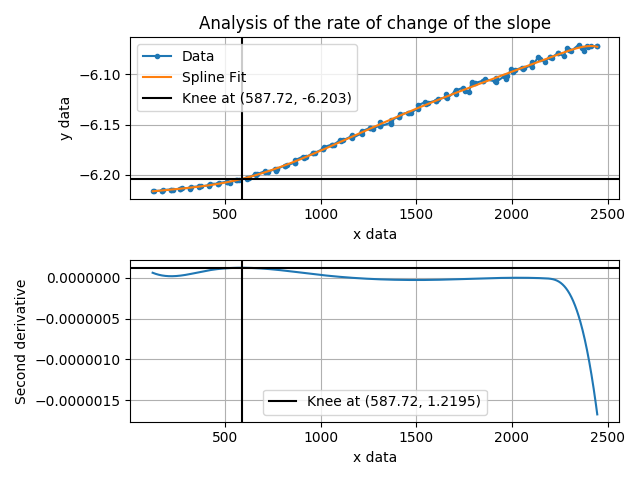 Analysis of the rate of change of the slope
Data
Spline Fit
Knee at (587.72, -6.203)
−6.10
−6.15
−6.20
y data
500 1000 1500 2000 2500
x data
0.0000000
−0.0000005
−0.0000010
−0.0000015
Second derivative
Knee at (587.72, 1.2195)
500 1000 1500 2000 2500
x data